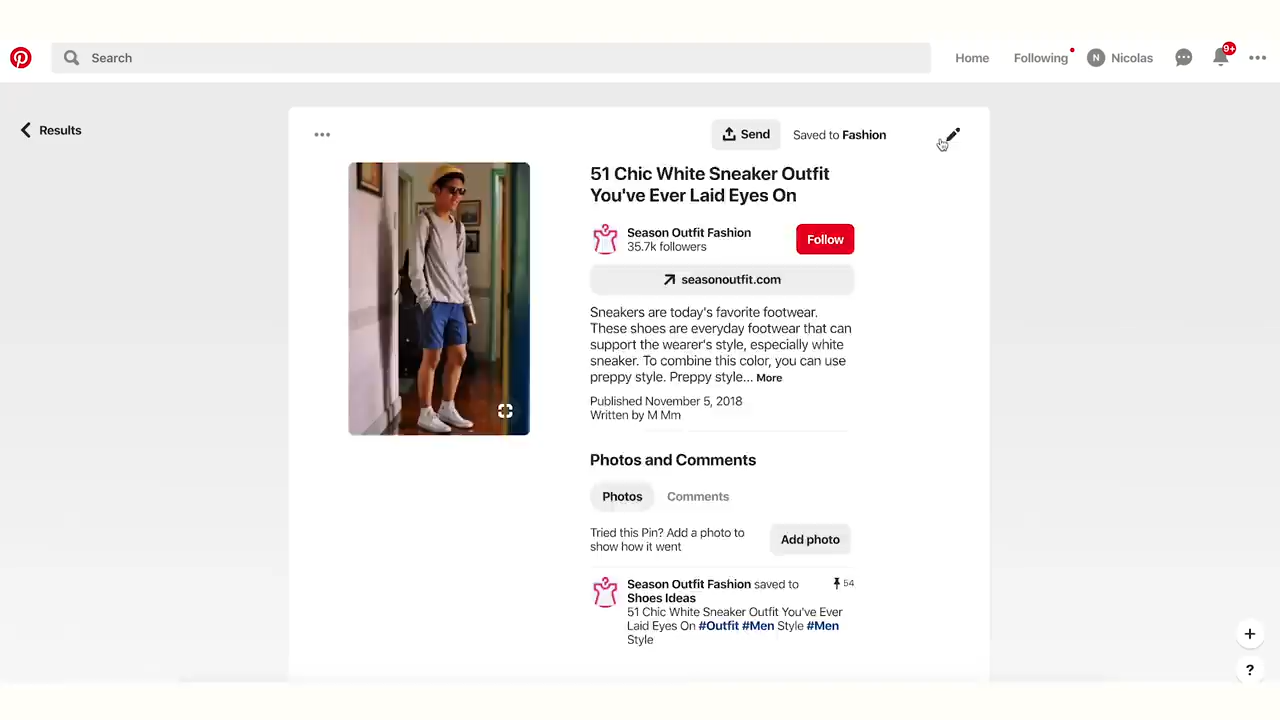 Search
Home
Following
N
Nicolas
9+
Results
Send
Saved to Fashion
51 Chic White Sneaker Outfit
You've Ever Laid Eyes On
Season Outfit Fashion
35.7k followers
Follow
seasonoutfit.com
Sneakers are today's favorite footwear.
These shoes are everyday footwear that can
support the wearer's style, especially white
sneaker. To combine this color, you can use
preppy style. Preppy style... More
Published November 5, 2018
Written by M Mm
Photos and Comments
Photos
Comments
Tried this Pin? Add a photo to
show how it went
Add photo
Season Outfit Fashion saved to
Shoes Ideas
54
51 Chic White Sneaker Outfit You've Ever
Laid Eyes On #Outfit #Men Style #Men
Style
+
?